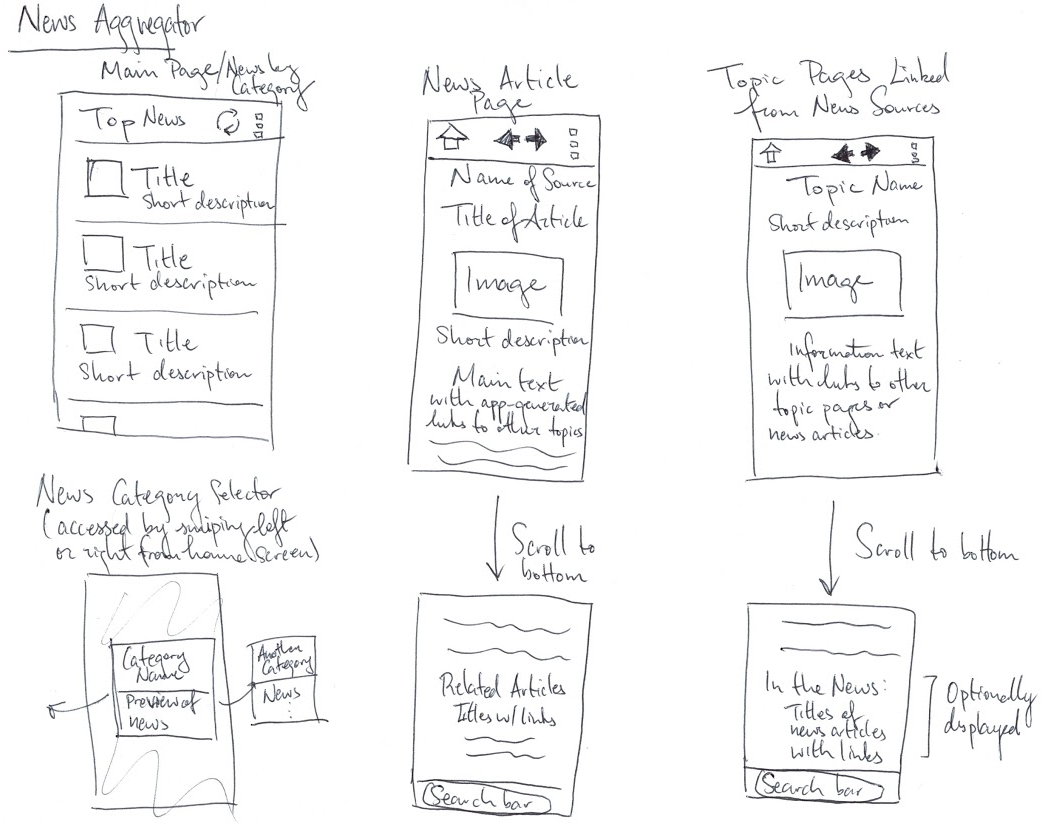 News Aggregator
Main Page/News by
Category
Top News
Title
Short description
Title
Short description
Title
Short description
News Category Selector
(accessed by swiping left
or right from home screen)
Category
Name
Preview of
news
Another
Category
News
News Article
Page
Name of Source
Title of Article
Image
Short description
Main text
with app-generated
links to other topics
Scroll to
bottom
Related Articles
Titles w/ links
Search bar
Topic Pages Linked
from News Sources
Topic Name
Short description
Image
Information text
with links to other
topic pages or
news articles.
Scroll to bottom
In the News:
Titles of
news articles
with links
Optionally
displayed
Search bar